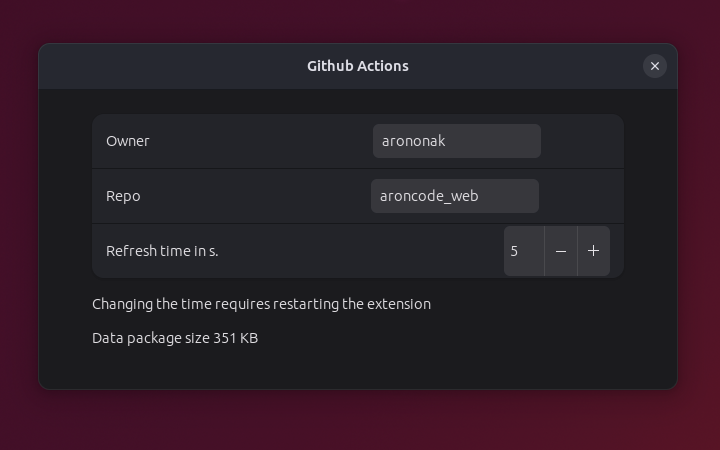 Github Actions
Owner
arononak
Repo
aroncode_web
Refresh time in s.
5
Changing the time requires restarting the extension
Data package size 351 KB